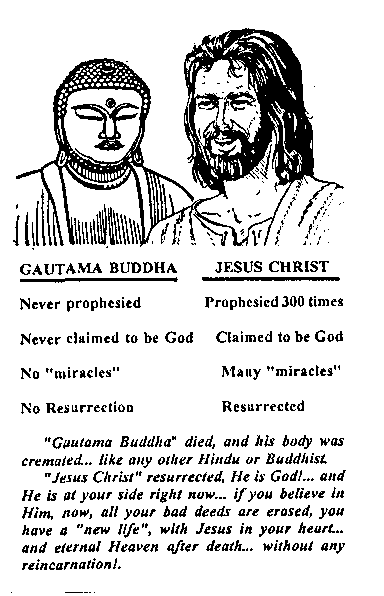 GAUTAMA BUDDHA JESUS CHRIST
Never prophesied Prophesied 300 times
Never claimed to be God Claimed to be God
No "miracles" Many "miracles"
No Resurrection Resurrected
"Gautama Buddha" died, and his body was
cremated... like any other Hindu or Buddhist.
"Jesus Christ" resurrected, He is God!... and
He is at your side right now... if you believe in
Him, now, all your bad deeds are erased, you
have a "new life", with Jesus in your heart...
and eternal Heaven after death... without any
reincarnation!.